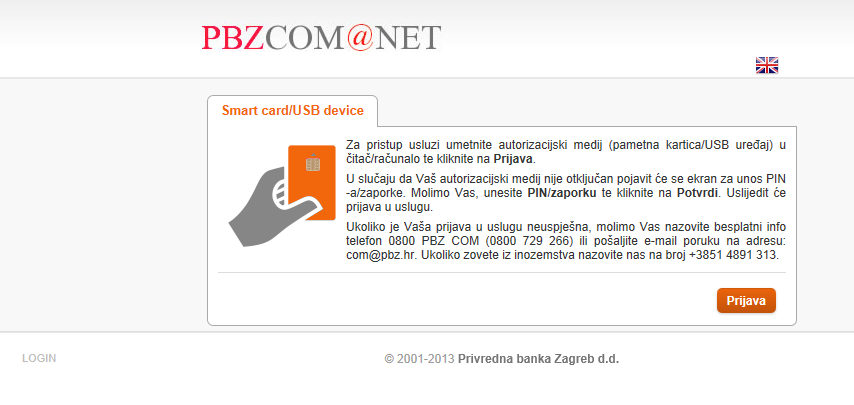 PBZCOM@NET
Smart card/USB device
Za pristup usluzi umetnite autorizacijski medij (pametna kartica/USB uređaj) u
čitač/računalo te kliknite na Prijava.
U slučaju da Vaš autorizacijski medij nije otključan pojavit će se ekran za unos PIN
-a/zaporke. Molimo Vas, unesite PIN/zaporku te kliknite na Potvrdi. Uslijedit će
prijava u uslugu.
Ukoliko je Vaša prijava u uslugu neuspješna, molimo Vas nazovite besplatni info
telefon 0800 PBZ COM (0800 729 266) ili pošaljite e-mail poruku na adresu:
com@pbz.hr. Ukoliko zovete iz inozemstva nazovite nas na broj +3851 4891 313.
Prijava
LOGIN
© 2001-2013 Privredna banka Zagreb d.d.